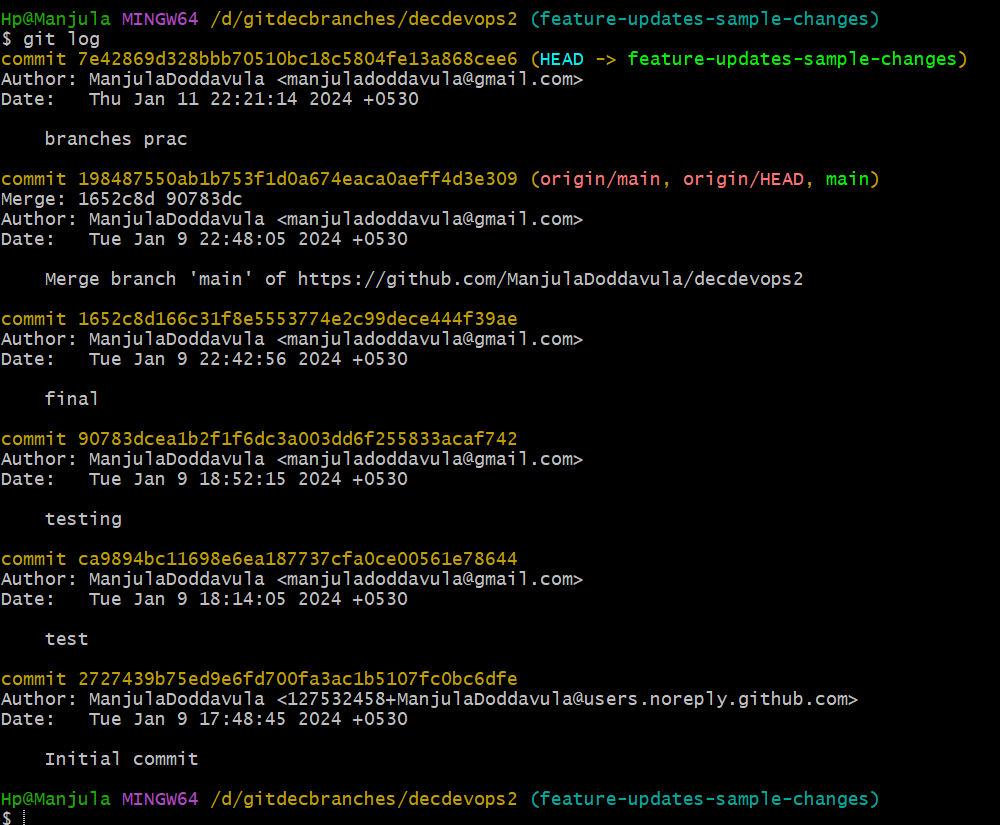 Hp@Manjula MINGW64 /d/gitdecbranches/decdevops2 (feature-updates-sample-changes)
$ git log
commit 7e42869d328bbb70510bc18c5804fe13a868cee6 (HEAD -> feature-updates-sample-changes)
Author: ManjulaDoddavula <manjuladoddavula@gmail.com>
Date:   Thu Jan 11 22:21:14 2024 +0530

    branches prac

commit 198487550ab1b753f1d0a674eaca0aeff4d3e309 (origin/main, origin/HEAD, main)
Merge: 1652c8d 90783dc
Author: ManjulaDoddavula <manjuladoddavula@gmail.com>
Date:   Tue Jan 9 22:48:05 2024 +0530

    Merge branch 'main' of https://github.com/ManjulaDoddavula/decdevops2

commit 1652c8d166c31f8e5553774e2c99dece444f39ae
Author: ManjulaDoddavula <manjuladoddavula@gmail.com>
Date:   Tue Jan 9 22:42:56 2024 +0530

    final

commit 90783dcea1b2f1f6dc3a003dd6f255833acaf742
Author: ManjulaDoddavula <manjuladoddavula@gmail.com>
Date:   Tue Jan 9 18:52:15 2024 +0530

    testing

commit ca9894bc11698e6ea187737cfa0ce00561e78644
Author: ManjulaDoddavula <manjuladoddavula@gmail.com>
Date:   Tue Jan 9 18:14:05 2024 +0530

    test

commit 2727439b75ed9e6fd700fa3ac1b5107fc0bc6dfe
Author: ManjulaDoddavula <127532458+ManjulaDoddavula@users.noreply.github.com>
Date:   Tue Jan 9 17:48:45 2024 +0530

    Initial commit

Hp@Manjula MINGW64 /d/gitdecbranches/decdevops2 (feature-updates-sample-changes)
$